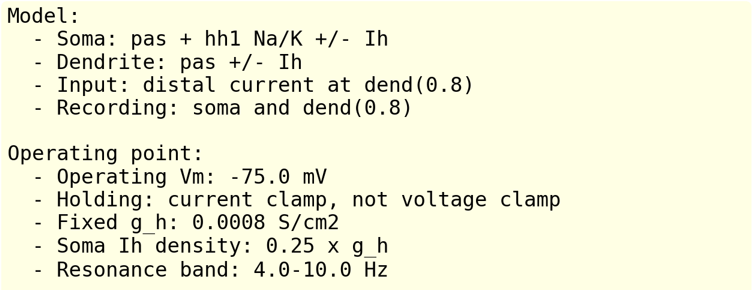 Model:
  - Soma: pas + hh1 Na/K +/- Ih
  - Dendrite: pas +/- Ih
  - Input: distal current at dend(0.8)
  - Recording: soma and dend(0.8)

Operating point:
  - Operating Vm: -75.0 mV
  - Holding: current clamp, not voltage clamp
  - Fixed g_h: 0.0008 S/cm2
  - Soma Ih density: 0.25 x g_h
  - Resonance band: 4.0-10.0 Hz